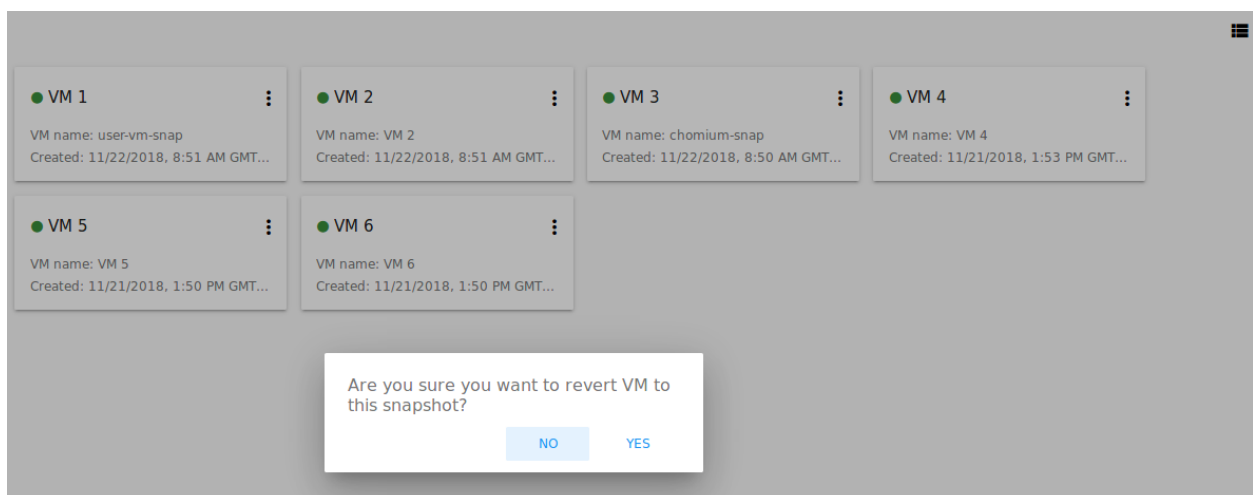 VM 1
VM name: user-vm-snap
Created: 11/22/2018, 8:51 AM GMT...
VM 2
VM name: VM 2
Created: 11/22/2018, 8:51 AM GMT...
VM 3
VM name: chomium-snap
Created: 11/22/2018, 8:50 AM GMT...
VM 4
VM name: VM 4
Created: 11/21/2018, 1:53 PM GMT...
VM 5
VM name: VM 5
Created: 11/21/2018, 1:50 PM GMT...
VM 6
VM name: VM 6
Created: 11/21/2018, 1:50 PM GMT...
Are you sure you want to revert VM to
this snapshot?
NO YES